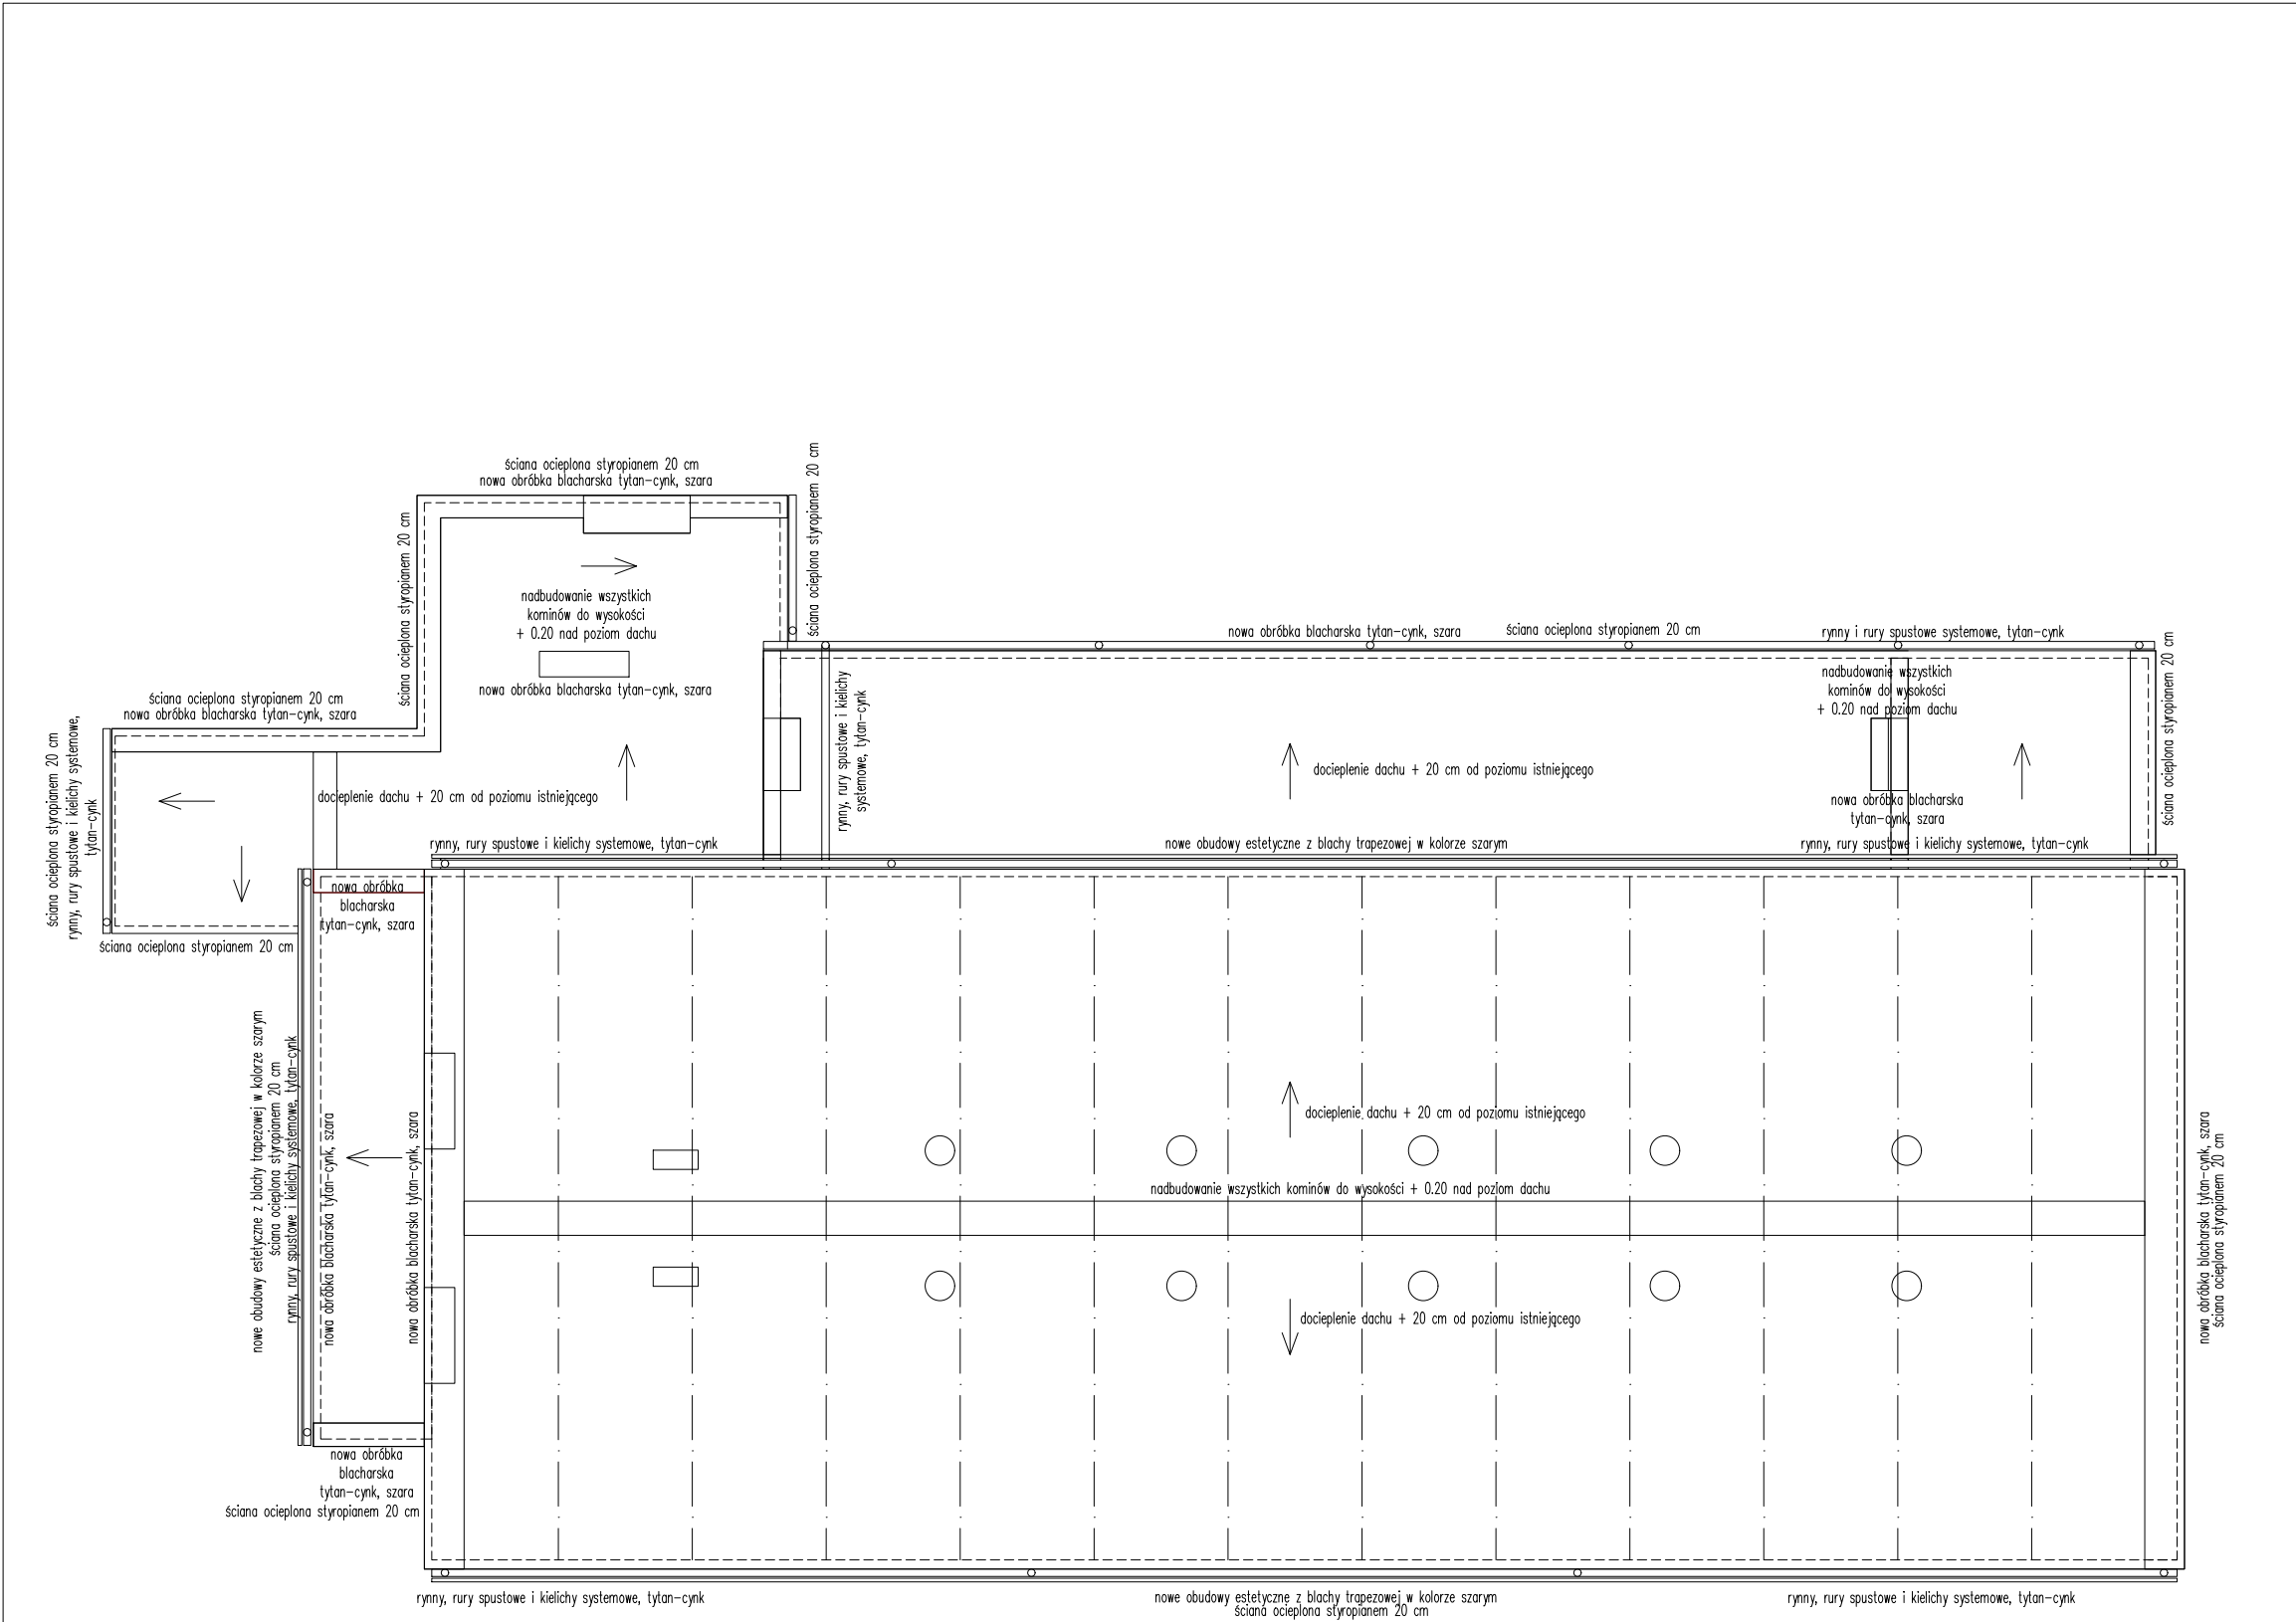 ściana ocieplona styropianem 20 cm
nowa obróbka blacharska tytan-cynk, szara
ściana ocieplona styropianem 20 cm
ściana ocieplona styropianem 20 cm
nadbudowanie wszystkich
kominów do wysokości
+ 0.20 nad poziom dachu
nowa obróbka blacharska tytan-cynk, szara
nowa obróbka blacharska tytan-cynk, szara
ściana ocieplona styropianem 20 cm
rynny i rury spustowe systemowe, tytan-cynk
ściana ocieplona styropianem 20 cm
nowa obróbka blacharska tytan-cynk, szara
ściana ocieplona styropianem 20 cm
rynny, rury spustowe i kielichy systemowe,
tytan-cynk
docieplenie dachu + 20 cm od poziomu istniejącego
rynny, rury spustowe i kielichy
systemowe, tytan-cynk
docieplenie dachu + 20 cm od poziomu istniejącego
nadbudowanie wszystkich
kominów do wysokości
+ 0.20 nad poziom dachu
nowa obróbka blacharska
tytan-cynk, szara
ściana ocieplona styropianem 20 cm
rynny, rury spustowe i kielichy systemowe, tytan-cynk
nowe obudowy estetyczne z blachy trapezowej w kolorze szarym
rynny, rury spustowe i kielichy systemowe, tytan-cynk
nowa obróbka
blacharska
tytan-cynk, szara
ściana ocieplona styropianem 20 cm
nowe obudowy estetyczne z blachy trapezowej w kolorze szarym
ściana ocieplona styropianem 20 cm
rynny, rury spustowe i kielichy systemowe, tytan-cynk
nowa obróbka blacharska tytan-cynk, szara
nowa obróbka blacharska tytan-cynk, szara
docieplenie dachu + 20 cm od poziomu istniejącego
nadbudowanie wszystkich kominów do wysokości + 0.20 nad poziom dachu
docieplenie dachu + 20 cm od poziomu istniejącego
nowa obróbka blacharska tytan-cynk, szara
ściana ocieplona styropianem 20 cm
nowa obróbka
blacharska
tytan-cynk, szara
ściana ocieplona styropianem 20 cm
rynny, rury spustowe i kielichy systemowe, tytan-cynk
nowe obudowy estetyczne z blachy trapezowej w kolorze szarym
ściana ocieplona styropianem 20 cm
rynny, rury spustowe i kielichy systemowe, tytan-cynk